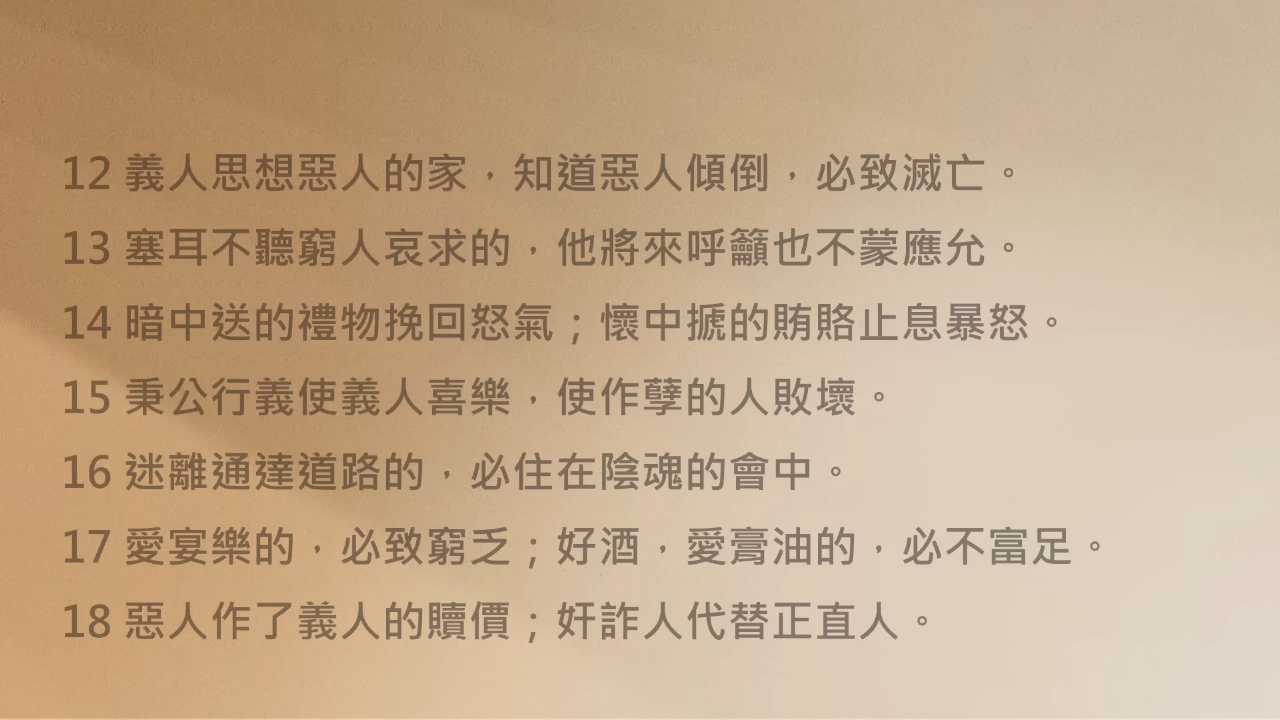 12 義人思想惡人的家，知道惡人傾倒，必致滅亡。
13 塞耳不聽窮人哀求的，他將來呼籲也不蒙應允。
14 暗中送的禮物挽回怒氣；懷中搋的賄賂止息暴怒。
15 秉公行義使義人喜樂，使作孽的人敗壞。
16 迷離通達道路的，必住在陰魂的會中。
17 愛宴樂的，必致窮乏；好酒，愛膏油的，必不富足。
18 惡人作了義人的贖價；奸詐人代替正直人。